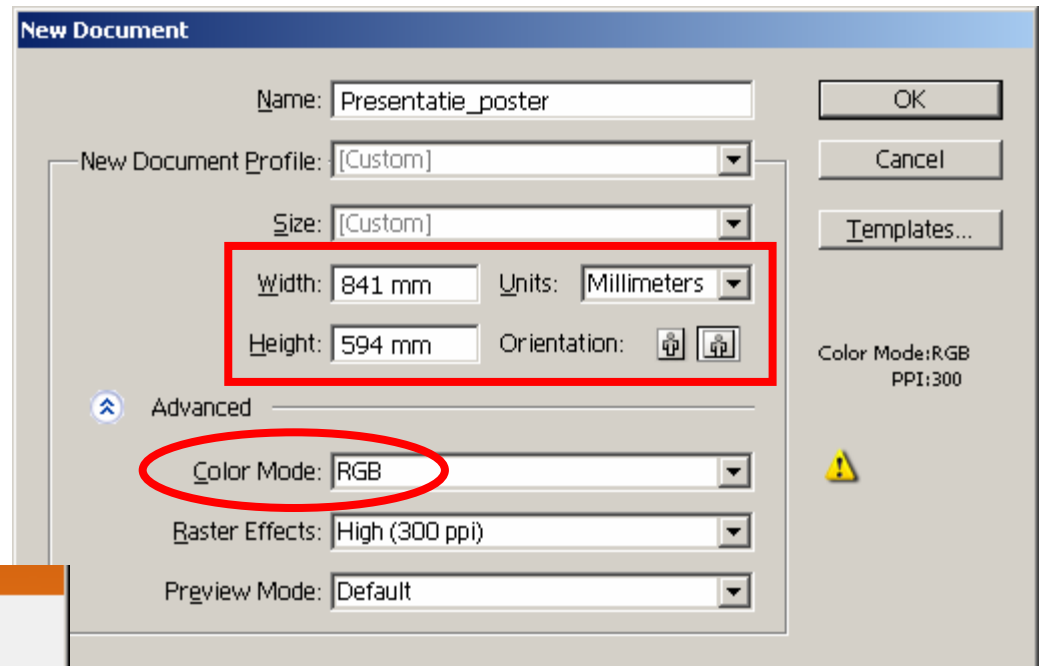 New Document
Name: Presentatie_poster
OK
New Document Profile: [Custom]
Cancel
Size: [Custom]
Templates...
Width: 841 mm Units: Millimeters
Height: 594 mm Orientation:
Color Mode:RGB
PPI:300
Advanced
Color Mode: RGB
Raster Effects: High (300 ppi)
Preview Mode: Default